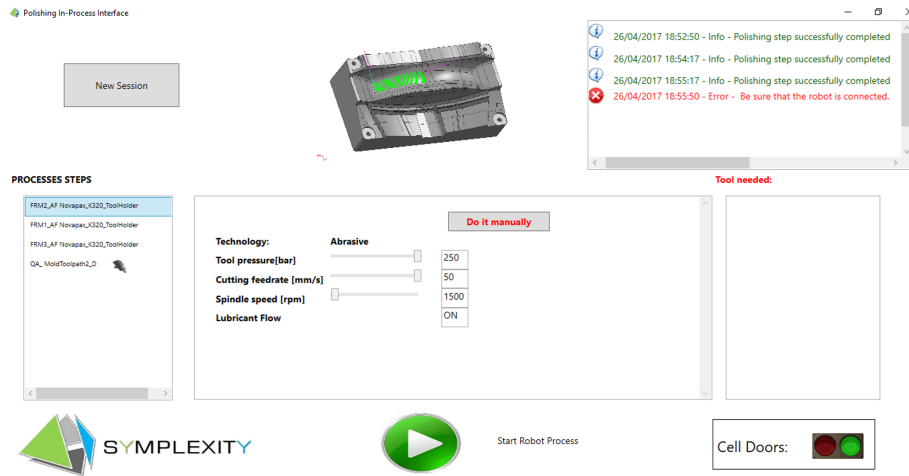 Polishing In-Process Interface
New Session
26/04/2017 18:52:50 - Info - Polishing step successfully completed
26/04/2017 18:54:17 - Info - Polishing step successfully completed
26/04/2017 18:55:17 - Info - Polishing step successfully completed
26/04/2017 18:55:50 - Error - Be sure that the robot is connected.
PROCESSES STEPS
Tool needed:
FRM2_AF Novapax_K320_ToolHolder
FRM1_AF Novapax_K320_ToolHolder
FRM3_AF Novapax_K320_ToolHolder
QA_ MoldToolpath2_D
Do it manually
Technology: Abrasive
Tool pressure[bar] 250
Cutting feedrate [mm/s] 50
Spindle speed [rpm] 1500
Lubricant Flow ON
SYMPLEXITY
Start Robot Process
Cell Doors: